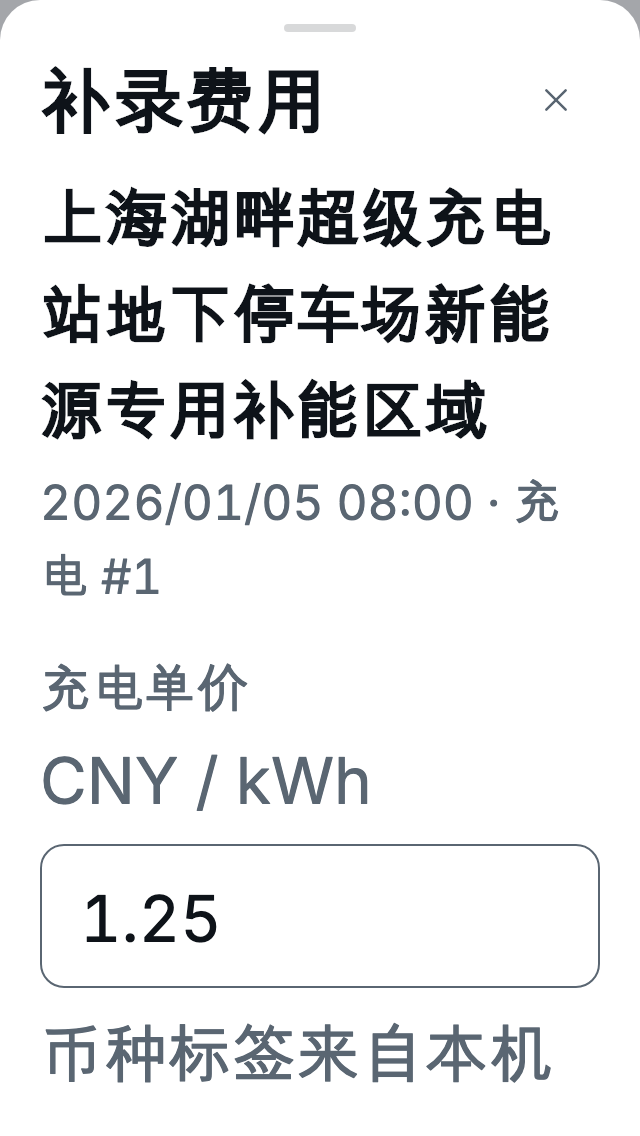 补录费用
上海湖畔超级充电
站地下停车场新能
源专用补能区域
2026/01/05 08:00 · 充
电 #1
充电单价
CNY / kWh
1.25
币种标签来自本机